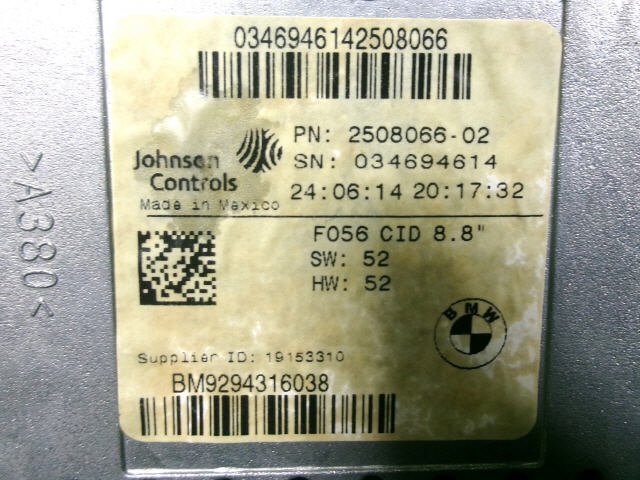 0346946142508066
PN: 2508066-02
Johnson Controls
SN: 034694614
24:06:14 20:17:32
Made in Mexico
F056 CID 8.8"
SW: 52
HW: 52
BMW
Supplier ID: 19153310
BM9294316038
>A380<